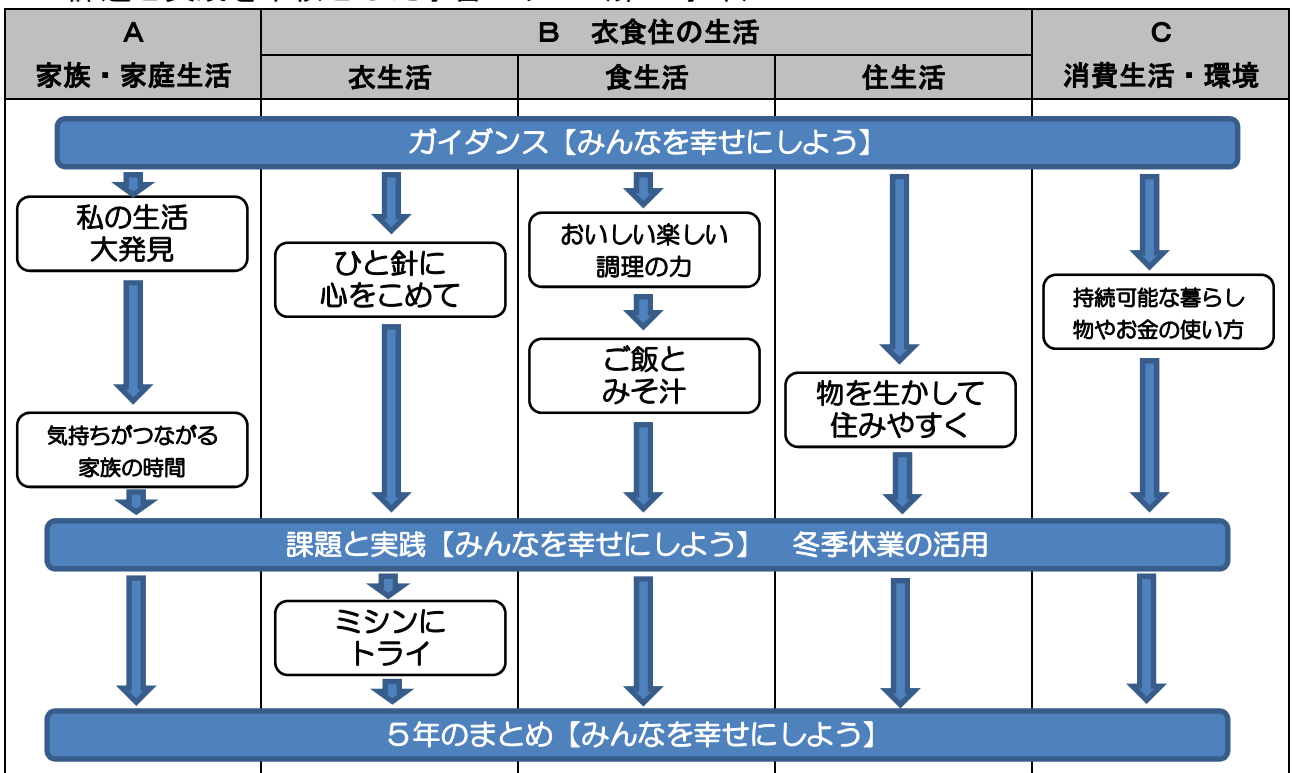 A
家族・家庭生活
B 衣食住の生活
衣生活
食生活
住生活
C
消費生活・環境
ガイダンス【みんなを幸せにしよう】
私の生活
大発見
ひと針に
心をこめて
おいしい楽しい
調理の力
持続可能な暮らし
物やお金の使い方
ご飯と
みそ汁
物を生かして
住みやすく
気持ちがつながる
家族の時間
課題と実践【みんなを幸せにしよう】 冬季休業の活用
ミシンに
トライ
5年のまとめ【みんなを幸せにしよう】